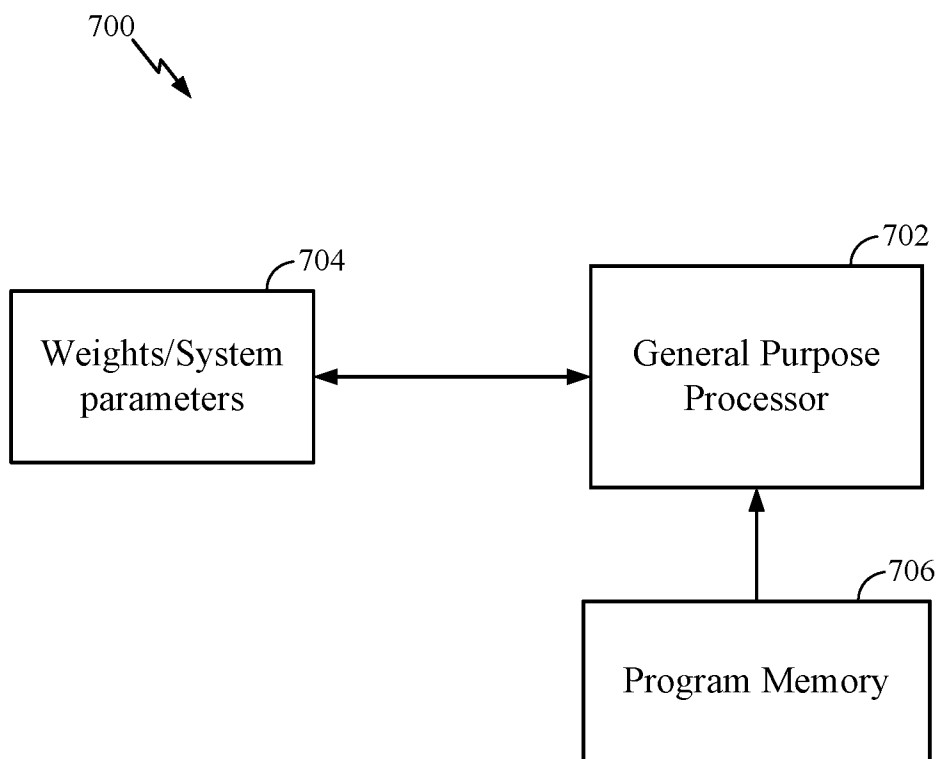 700
704
702
Weights/System
parameters
General Purpose
Processor
706
Program Memory